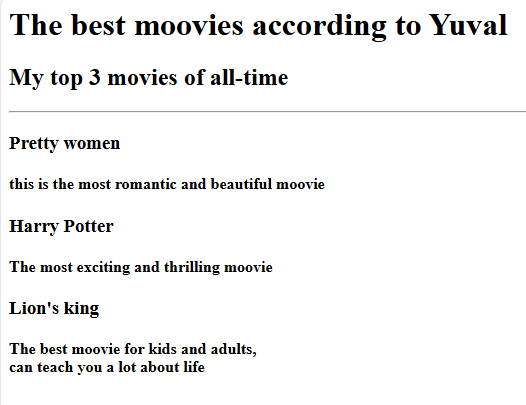 The best moovies according to Yuval
My top 3 movies of all-time
Pretty women
this is the most romantic and beautiful moovie
Harry Potter
The most exciting and thrilling moovie
Lion's king
The best moovie for kids and adults,
can teach you a lot about life